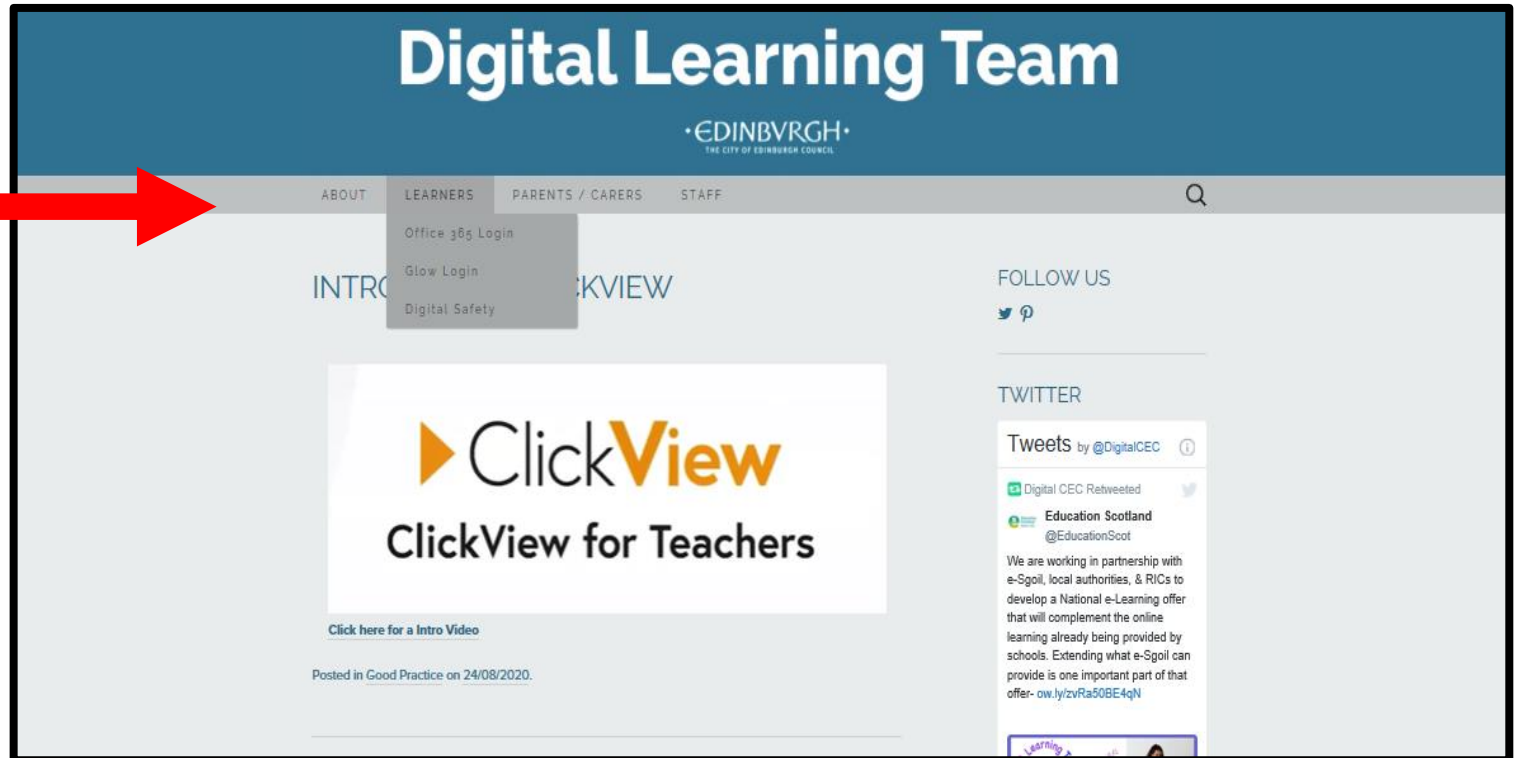 Digital Learning Team
·EDINBVRGH·
THE CITY OF EDINBURGH COUNCIL
ABOUT LEARNERS PARENTS / CARERS STAFF
Office 365 Login
Glow Login
Digital Safety
INTRO KVIEW
ClickView
ClickView for Teachers
Click here for a Intro Video
Posted in Good Practice on 24/08/2020.
FOLLOW US
TWITTER
Tweets by @DigitalCEC
Digital CEC Retweeted
Education Scotland
@EducationScot
We are working in partnership with
e-Sgoil, local authorities, & RICs to
develop a National e-Learning offer
that will complement the online
learning already being provided by
schools. Extending what e-Sgoil can
provide is one important part of that
offer- ow.ly/zvRa50BE4qN
Learning